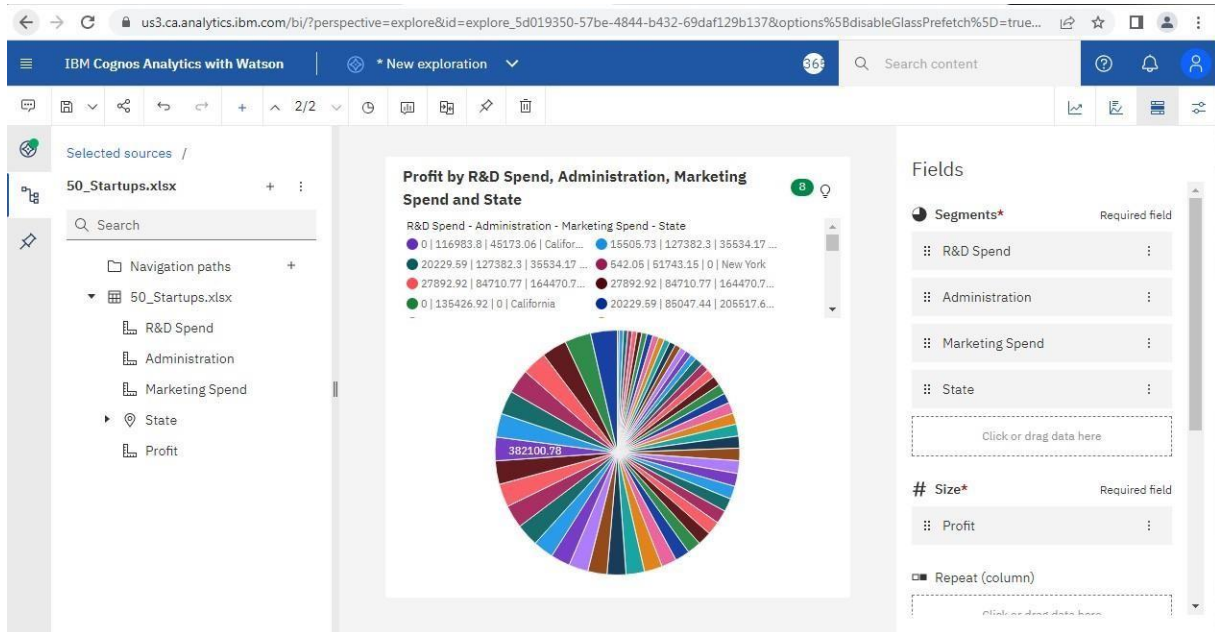 us3.ca.analytics.ibm.com/bi/?perspective=explore&id=explore_5d019350-57be-4844-b432-69daf129b137&options%5BdisableGlassPrefetch%5D=true...
IBM Cognos Analytics with Watson
* New exploration
Search content
2/2
Selected sources /
50_Startups.xlsx
Search
Navigation paths
50_Startups.xlsx
R&D Spend
Administration
Marketing Spend
State
Profit
Profit by R&D Spend, Administration, Marketing
Spend and State
8
R&D Spend - Administration - Marketing Spend - State
0 | 116983.8 | 45173.06 | Califor... 15505.73 | 127382.3 | 35534.17 ...
20229.59 | 127382.3 | 35534.17 ... 542.05 | 51743.15 | 0 | New York
27892.92 | 84710.77 | 164470.7... 27892.92 | 84710.77 | 164470.7...
0 | 135426.92 | 0 | California 20229.59 | 85047.44 | 205517.6...
382100.78
Fields
Segments* Required field
R&D Spend
Administration
Marketing Spend
State
Click or drag data here
# Size* Required field
Profit
Repeat (column)
Click or drag data here